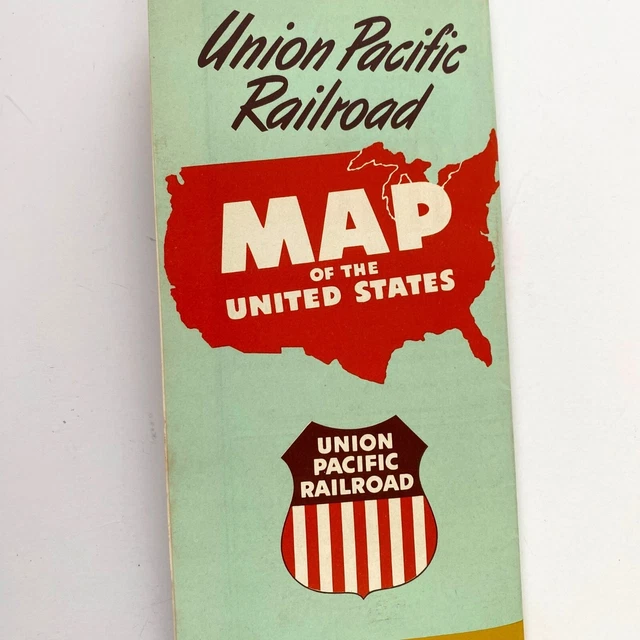 Union Pacific
Railroad
MAP
OF THE
UNITED STATES
UNION
PACIFIC
RAILROAD